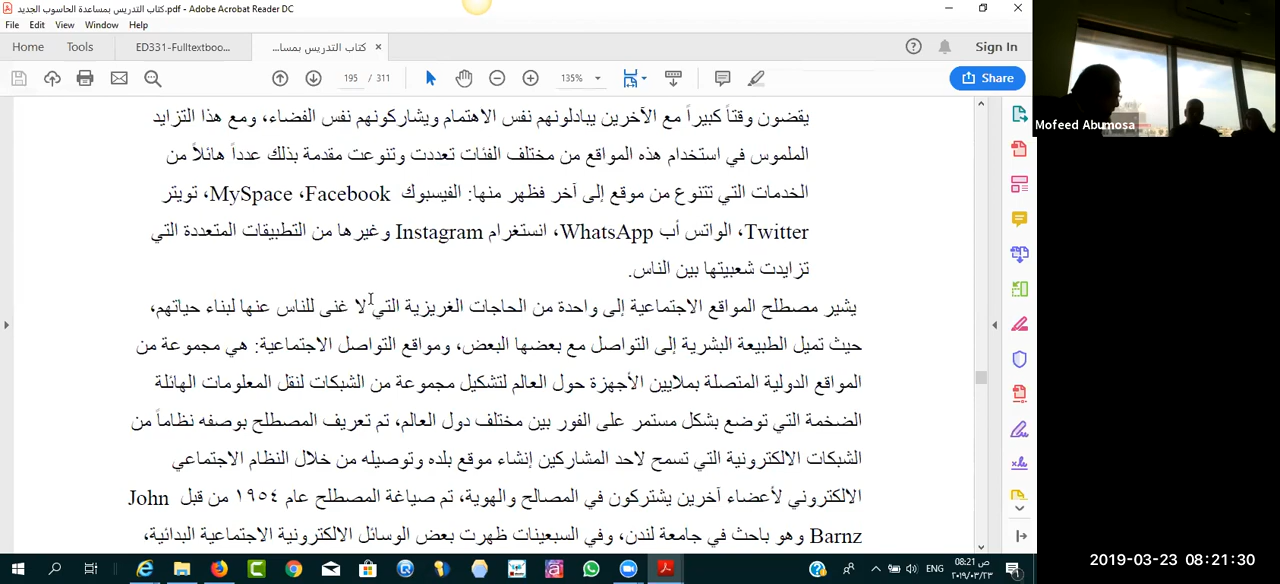 كتاب التدريس بمساعدة الحاسوب الجديد.pdf - Adobe Acrobat Reader DC
File Edit View Window Help
Home Tools ED331-Fulltextboo... كتاب التدريس بمسا... × Sign In
195 / 311 135% Share
يقضون وقتاً كبيراً مع الآخرين يبادلونهم نفس الاهتمام ويشاركونهم نفس الفضاء، ومع هذا التزايد
الملموس في استخدام هذه المواقع من مختلف الفئات تعددت وتنوعت مقدمة بذلك عدداً هائلاً من
الخدمات التي تتنوع من موقع إلى آخر فظهر منها: الفيسبوك Facebook، MySpace، تويتر
Twitter، الواتس أب WhatsApp، انستغرام Instagram وغيرها من التطبيقات المتعددة التي
تزايدت شعبيتها بين الناس.
يشير مصطلح المواقع الاجتماعية إلى واحدة من الحاجات الغريزية التي لا غنى للناس عنها لبناء حياتهم،
حيث تميل الطبيعة البشرية إلى التواصل مع بعضها البعض، ومواقع التواصل الاجتماعية: هي مجموعة من
المواقع الدولية المتصلة بملايين الأجهزة حول العالم لتشكيل مجموعة من الشبكات لنقل المعلومات الهائلة
الضخمة التي توضع بشكل مستمر على الفور بين مختلف دول العالم، تم تعريف المصطلح بوصفه نظاماً من
الشبكات الالكترونية التي تسمح لاحد المشاركين إنشاء موقع بلده وتوصيله من خلال النظام الاجتماعي
الالكتروني لأعضاء آخرين يشتركون في المصالح والهوية، تم صياغة المصطلح عام ١٩٥٤ من قبل John
Barnz وهو باحث في جامعة لندن، وفي السبعينات ظهرت بعض الوسائل الالكترونية الاجتماعية البدائية،
Mofeed Abumosa
ENG 08:21 ص
٢٠١٩/٠٣/٢٣
2019-03-23 08:21:30